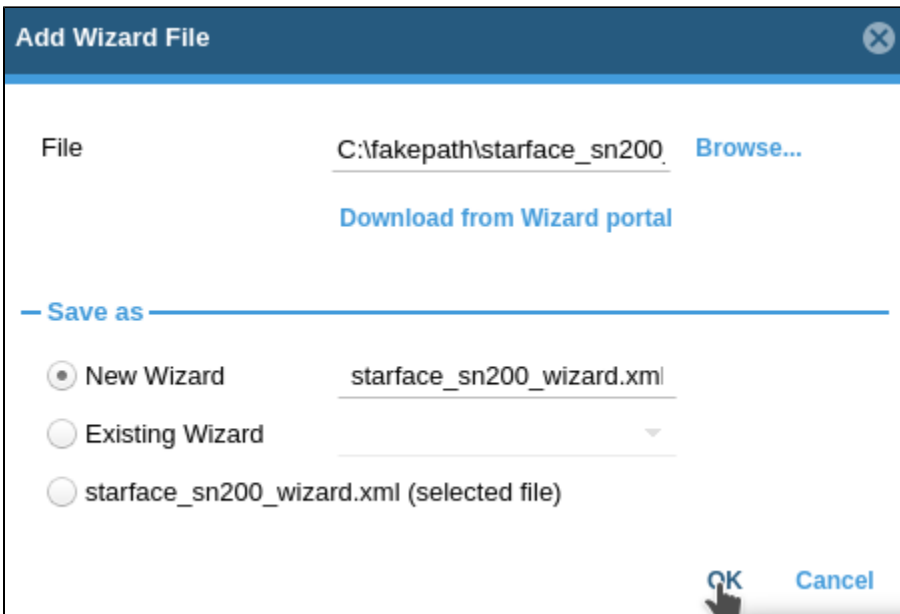 Add Wizard File
File C:\fakepath\starface_sn200_ Browse...
Download from Wizard portal
Save as
New Wizard starface_sn200_wizard.xml
Existing Wizard
starface_sn200_wizard.xml (selected file)
OK Cancel